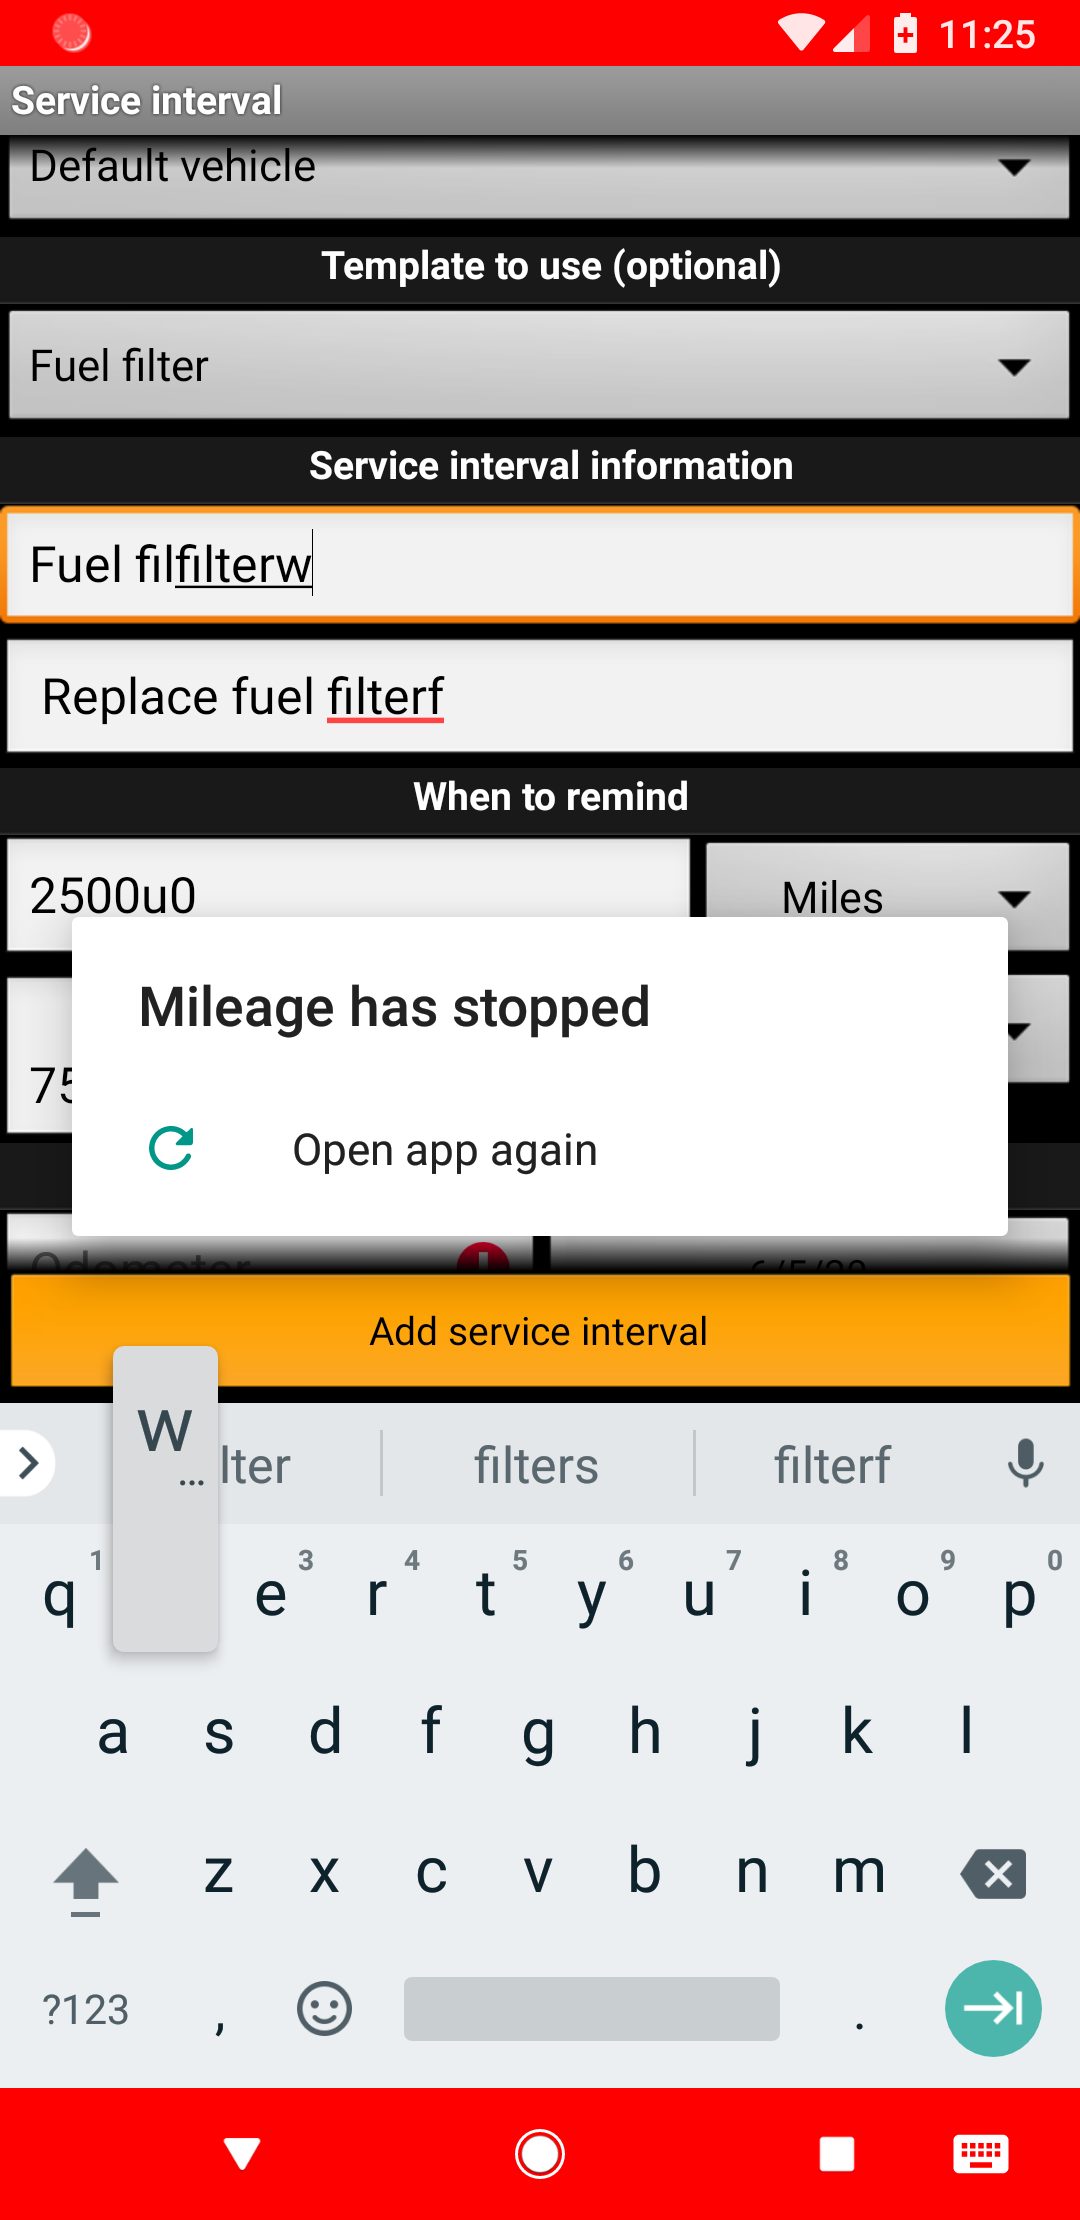 11:25
Service interval
Default vehicle
Template to use (optional)
Fuel filter
Service interval information
Fuel filfilterw
Replace fuel filterf
When to remind
2500u0
Miles
Mileage has stopped
75
Open app again
Odometer
Add service interval
w
...
lter
filters
filterf
1 3 4 5 6 7 8 9 0
q e r t y u i o p
a s d f g h j k l
z x c v b n m
?123 , .